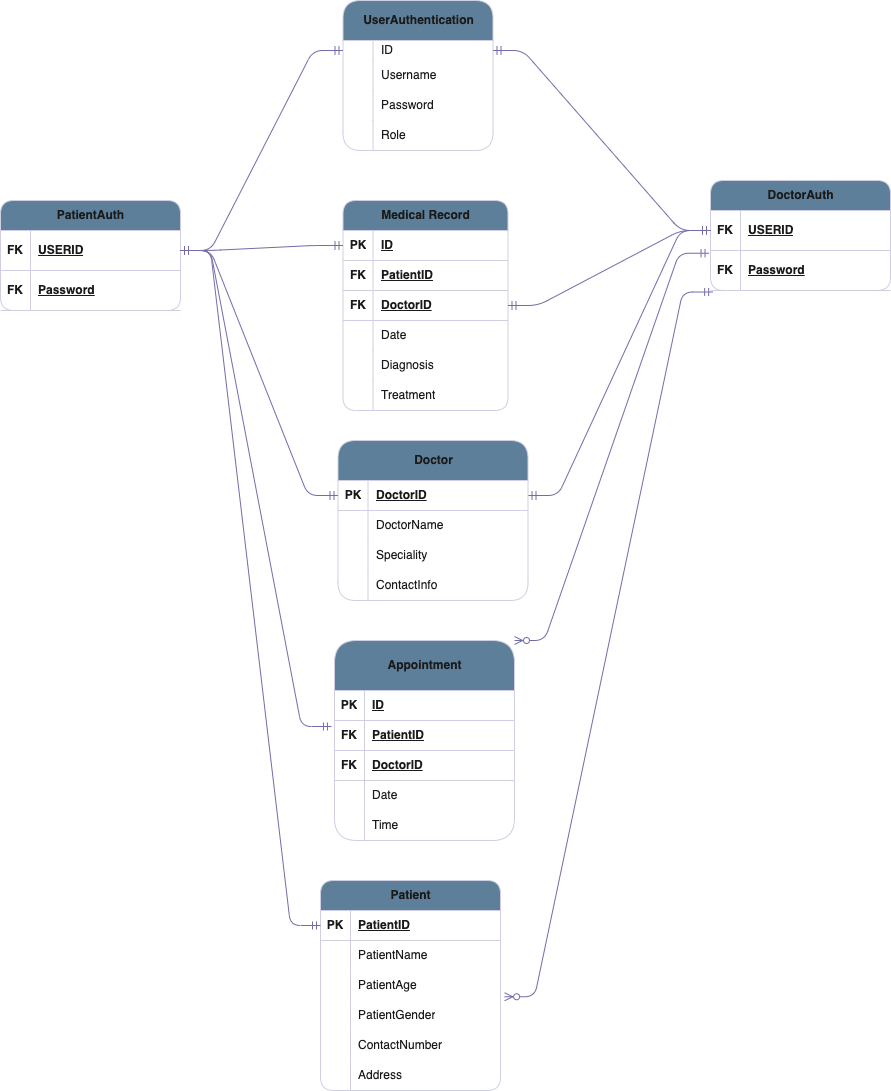 UserAuthentication
ID
Username
Password
Role
PatientAuth
FK USERID
FK Password
Medical Record
PK ID
FK PatientID
FK DoctorID
Date
Diagnosis
Treatment
DoctorAuth
FK USERID
FK Password
Doctor
PK DoctorID
DoctorName
Speciality
ContactInfo
Appointment
PK ID
FK PatientID
FK DoctorID
Date
Time
Patient
PK PatientID
PatientName
PatientAge
PatientGender
ContactNumber
Address